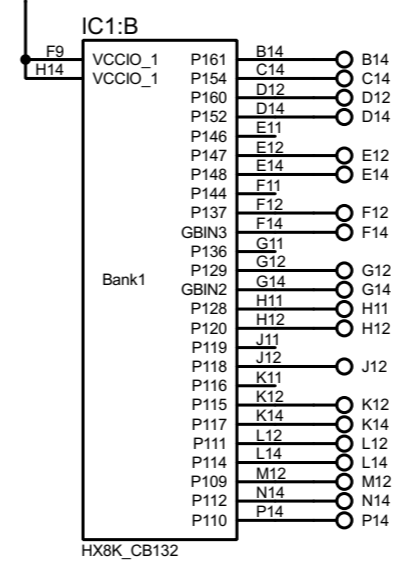 IC1:B
F9 VCCIO_1 P161 B14 B14
H14 VCCIO_1 P154 C14 C14
P160 D12 D12
P152 D14 D14
P146 E11
P147 E12 E12
P148 E14 E14
P144 F11
P137 F12 F12
GBIN3 F14 F14
P136 G11
P129 G12 G12
Bank1 GBIN2 G14 G14
P128 H11 H11
P120 H12 H12
P119 J11
P118 J12 J12
P116 K11
P115 K12 K12
P117 K14 K14
P111 L12 L12
P114 L14 L14
P109 M12 M12
P112 N14 N14
P110 P14 P14
HX8K_CB132